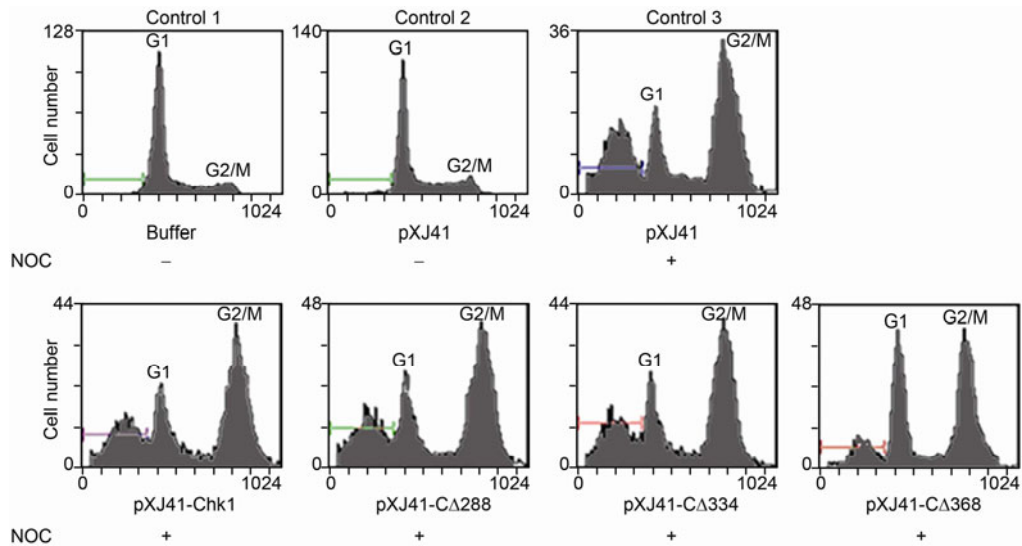 Control 1 Control 2 Control 3
128 G1 140 G1 36 G2/M
G1
Cell number G2/M G2/M
0 0 0
0 1024 0 1024 0 1024
Buffer pXJ41 pXJ41
NOC – – +
44 G2/M 48 G2/M 44 G2/M 48 G1 G2/M
G1 G1 G1
Cell number
0 0 0 0
0 1024 0 1024 0 1024 0 1024
pXJ41-Chk1 pXJ41-CΔ288 pXJ41-CΔ334 pXJ41-CΔ368
NOC + + + +